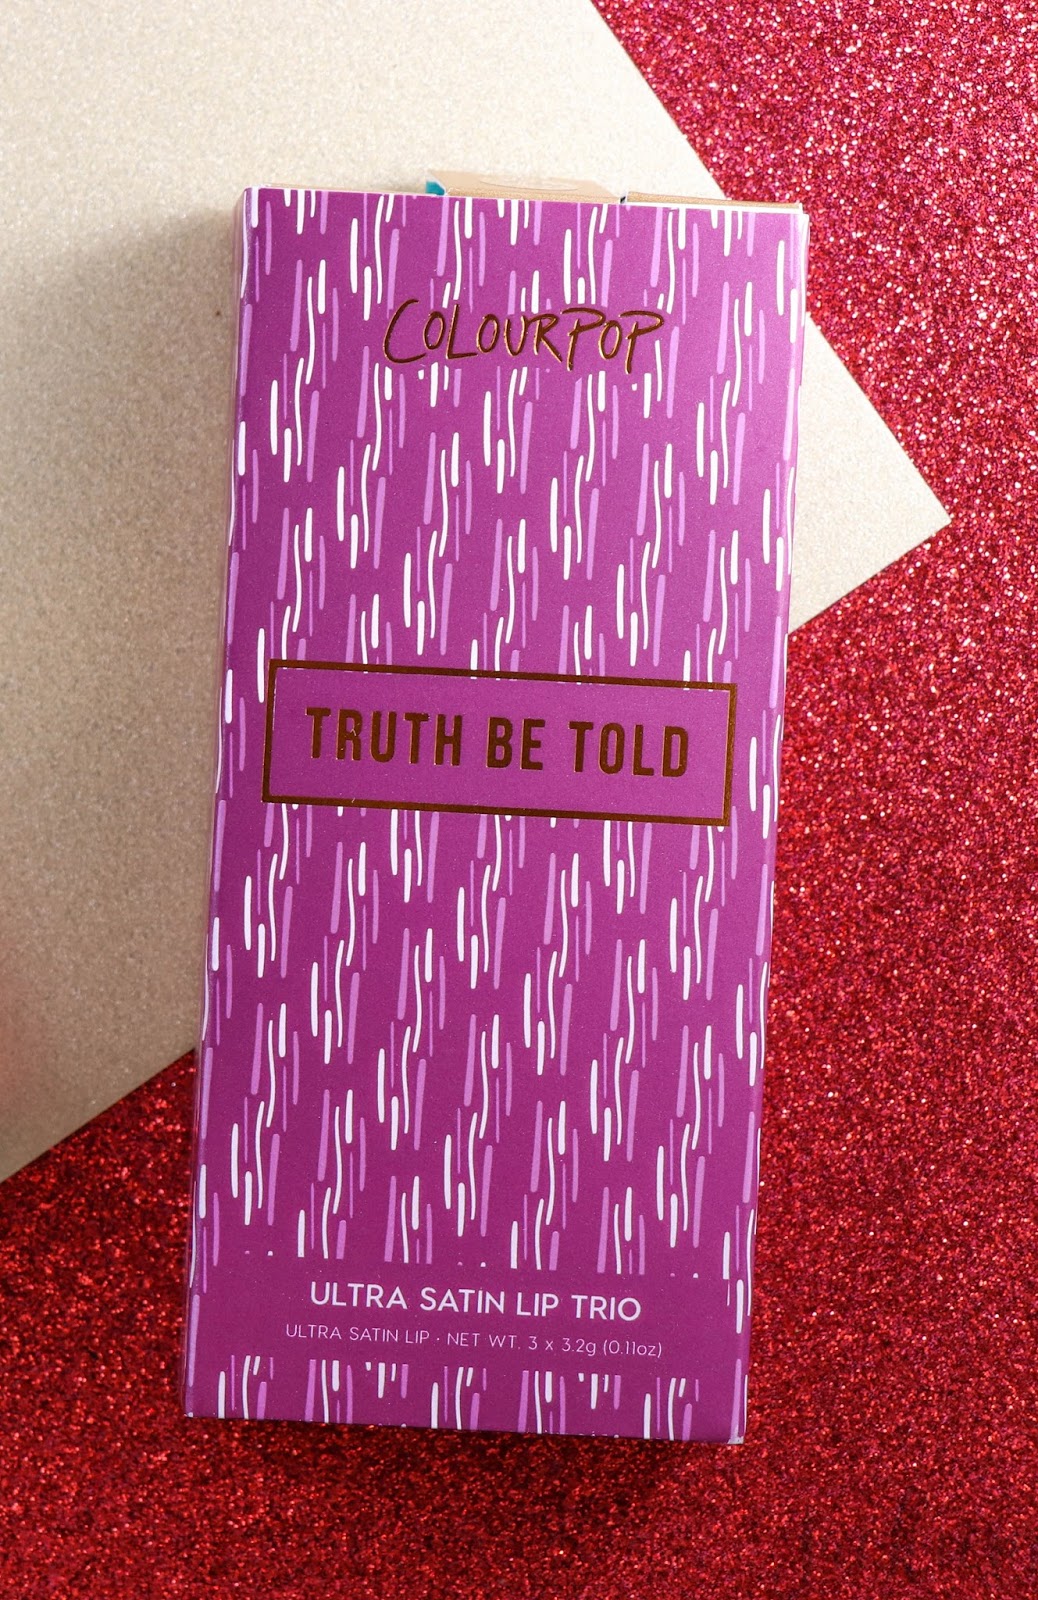 COLOURPOP
TRUTH BE TOLD
ULTRA SATIN LIP TRIO
ULTRA SATIN LIP · NET WT. 3 x 3.2g (0.11oz)